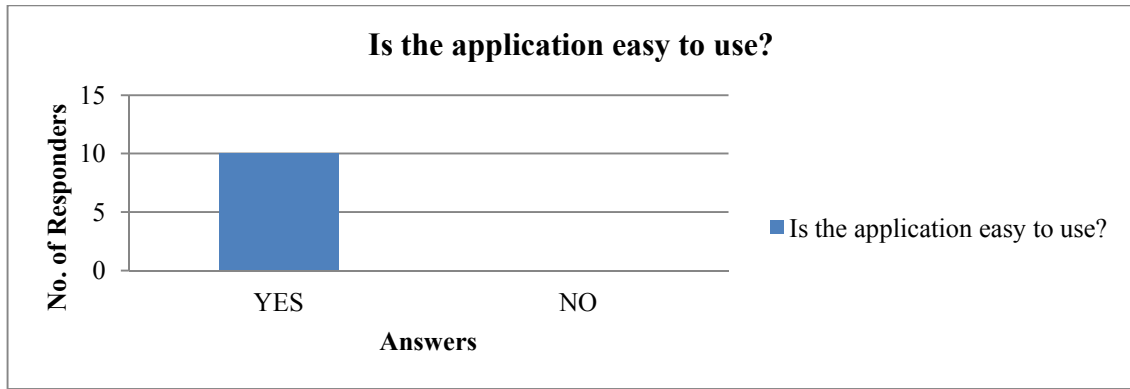 Is the application easy to use?
No. of Responders
15
10
5
0
YES NO
Answers
Is the application easy to use?